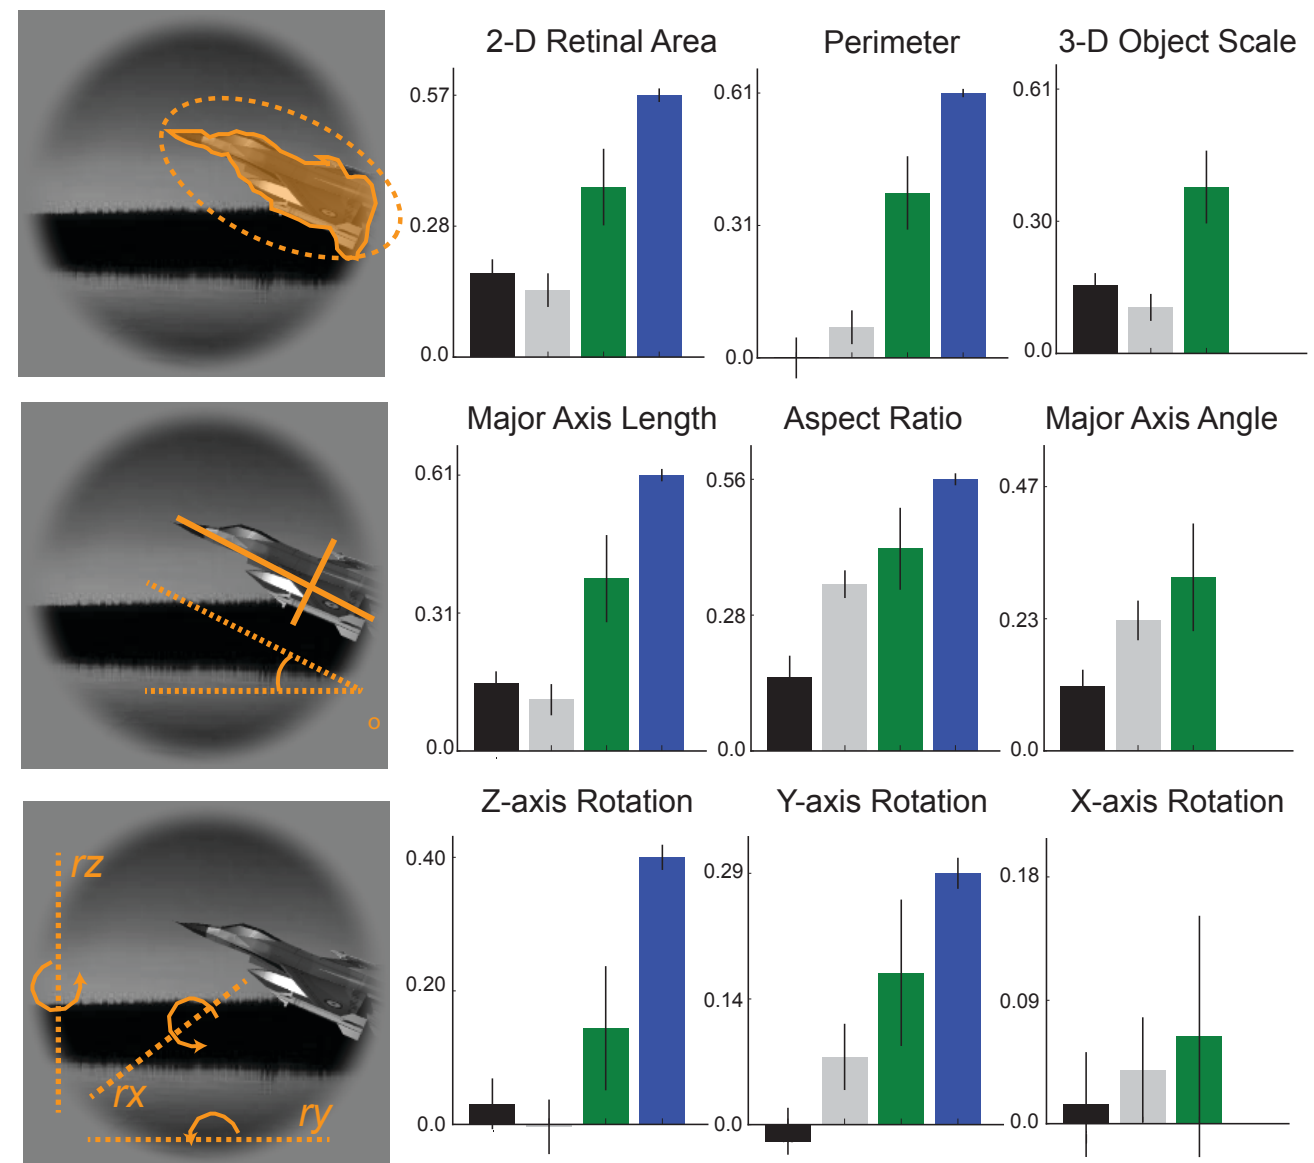 2-D Retinal Area
Perimeter
3-D Object Scale
0.57
0.28
0.0
0.61
0.31
0.0
0.61
0.30
0.0
Major Axis Length
Aspect Ratio
Major Axis Angle
0.61
0.31
0.0
0.56
0.28
0.0
0.47
0.23
0.0
o
Z-axis Rotation
Y-axis Rotation
X-axis Rotation
rz
rx
ry
0.40
0.20
0.0
0.29
0.14
0.0
0.18
0.09
0.0